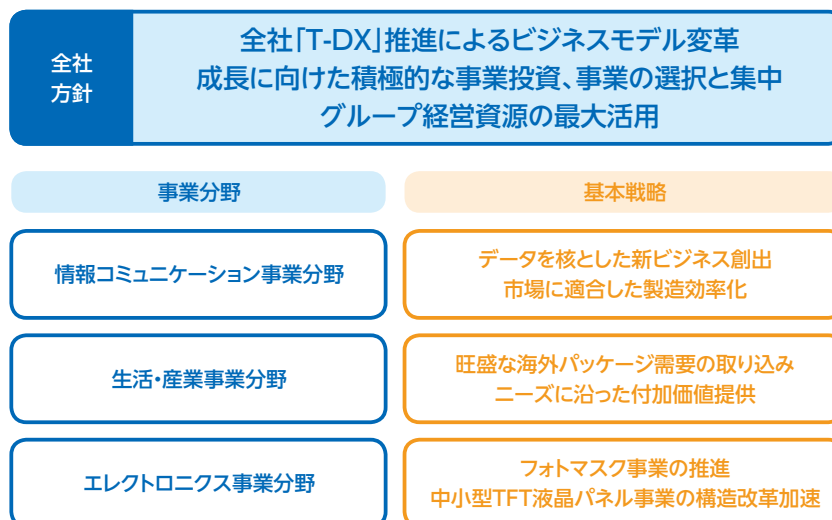 全社
方針
全社「T-DX」推進によるビジネスモデル変革
成長に向けた積極的な事業投資、事業の選択と集中
グループ経営資源の最大活用
事業分野
基本戦略
情報コミュニケーション事業分野
データを核とした新ビジネス創出
市場に適合した製造効率化
生活・産業事業分野
旺盛な海外パッケージ需要の取り込み
ニーズに沿った付加価値提供
エレクトロニクス事業分野
フォトマスク事業の推進
中小型TFT液晶パネル事業の構造改革加速